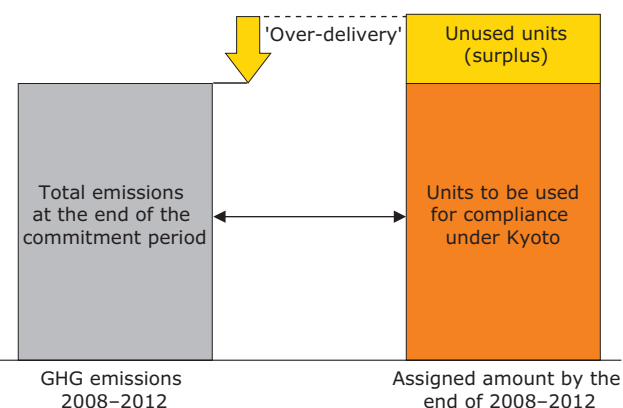 'Over-delivery'
Unused units
(surplus)
Total emissions
at the end of the
commitment period
Units to be used
for compliance
under Kyoto
GHG emissions
2008–2012
Assigned amount by the
end of 2008–2012